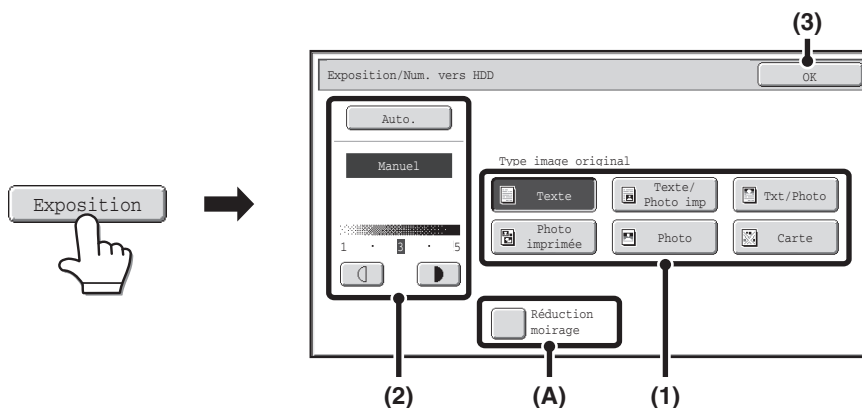 (3)
Exposition/Num. vers HDD
OK
Auto.
Manuel
1 · 3 · 5
Type image original
Texte
Texte/
Photo imp
Txt/Photo
Photo
imprimée
Photo
Carte
Exposition
Réduction
moirage
(2)
(A)
(1)